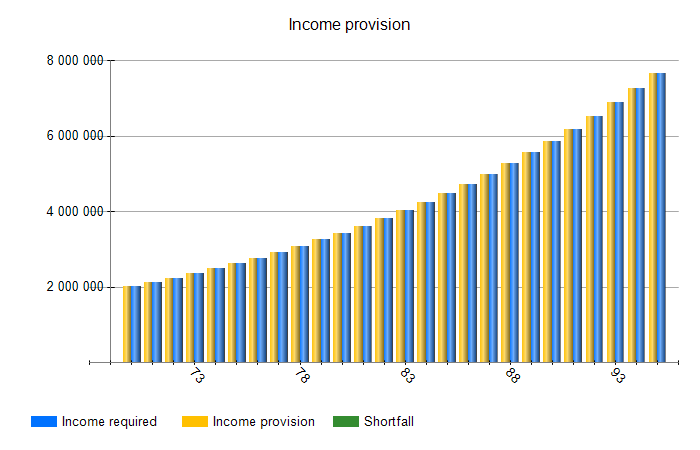 Income provision
8 000 000
6 000 000
4 000 000
2 000 000
73 78 83 88 93
Income required Income provision Shortfall